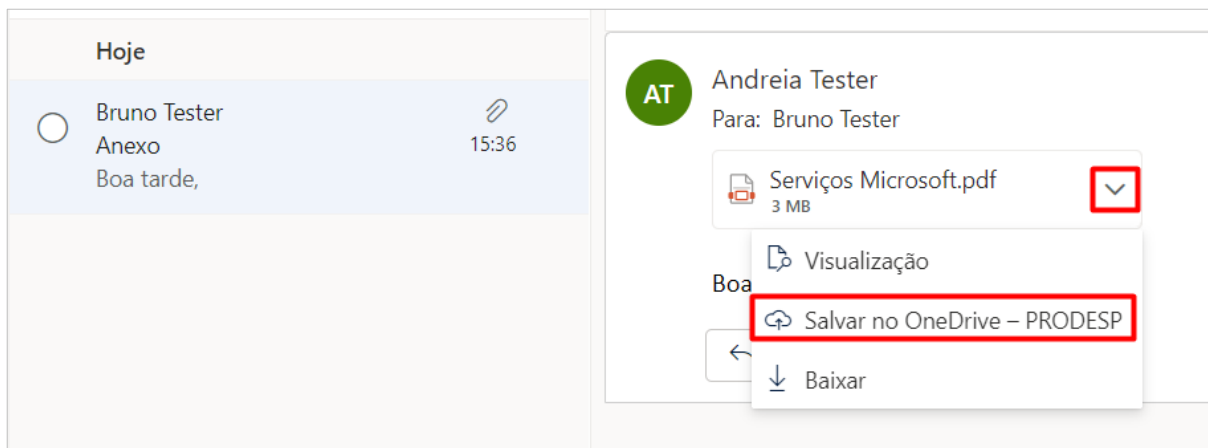 Hoje
Bruno Tester
Anexo
15:36
Boa tarde,
AT
Andreia Tester
Para: Bruno Tester
Serviços Microsoft.pdf
3 MB
Visualização
Boa
Salvar no OneDrive – PRODESP
Baixar